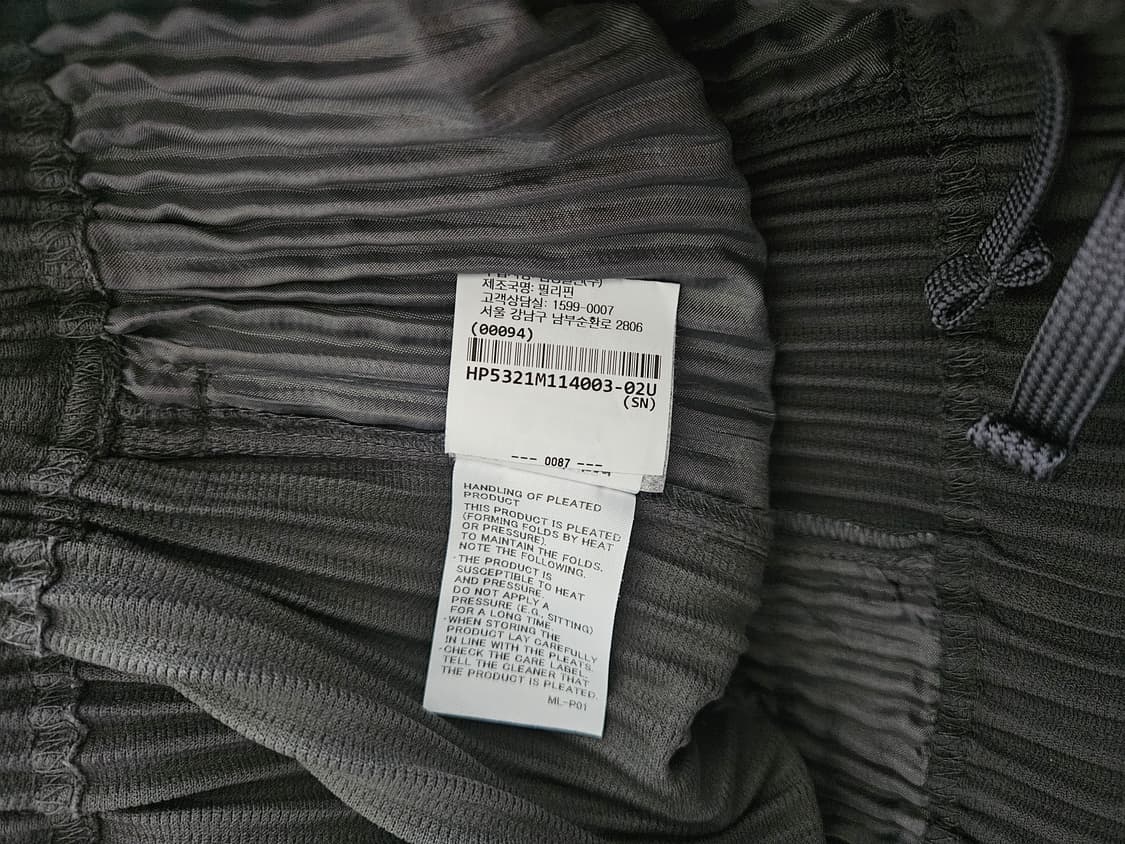 제조국명: 필리핀
고객상담실: 1599-0007
서울 강남구 남부순환로 2806
(00094)
HP5321M114003-02U
(SN)
--- 0087 ---
HANDLING OF PLEATED
PRODUCT
THIS PRODUCT IS PLEATED
(FORMING FOLDS BY HEAT
OR PRESSURE).
TO MAINTAIN THE FOLDS,
NOTE THE FOLLOWING.
·THE PRODUCT IS
SUSCEPTIBLE TO HEAT
AND PRESSURE.
DO NOT APPLY A
PRESSURE (E.G., SITTING)
FOR A LONG TIME.
·WHEN STORING THE
PRODUCT LAY CAREFULLY
IN LINE WITH THE PLEATS.
·CHECK THE CARE LABEL.
TELL THE CLEANER THAT
THE PRODUCT IS PLEATED.
ML-P01